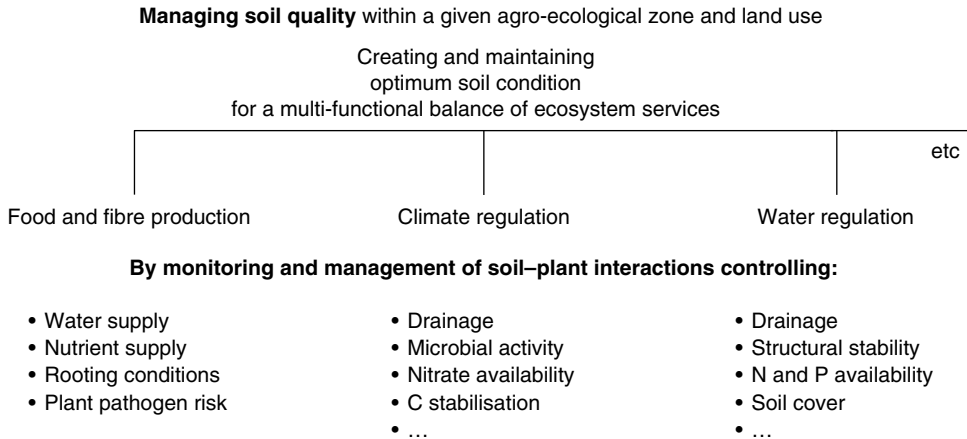 Managing soil quality within a given agro-ecological zone and land use
Creating and maintaining
optimum soil condition
for a multi-functional balance of ecosystem services
etc
Food and fibre production
Climate regulation
Water regulation
By monitoring and management of soil–plant interactions controlling:
• Water supply
• Nutrient supply
• Rooting conditions
• Plant pathogen risk
• Drainage
• Microbial activity
• Nitrate availability
• C stabilisation
• …
• Drainage
• Structural stability
• N and P availability
• Soil cover
• …